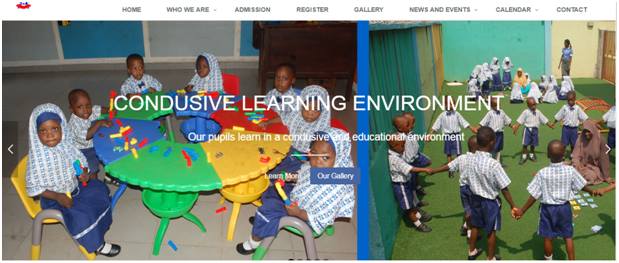 HOME WHO WE ARE ADMISSION REGISTER GALLERY NEWS AND EVENTS CALENDAR CONTACT
CONDUSIVE LEARNING ENVIRONMENT
Our pupils learn in a conducive and educational environment
Learn More Our Gallery